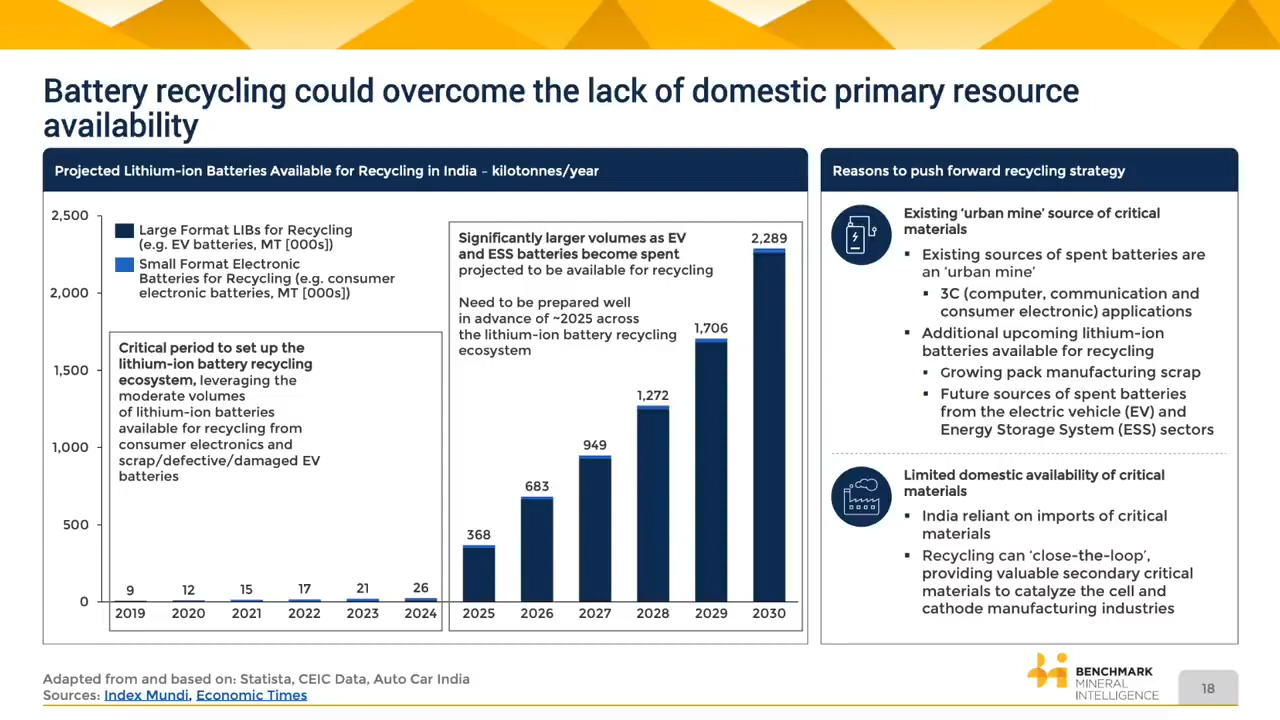 Battery recycling could overcome the lack of domestic primary resource
availability
Projected Lithium-ion Batteries Available for Recycling in India – kilotonnes/year
2,500
2,000
1,500
1,000
500
0
Large Format LIBs for Recycling
(e.g. EV batteries, MT [000s])
Small Format Electronic
Batteries for Recycling (e.g. consumer
electronic batteries, MT [000s])
Critical period to set up the
lithium-ion battery recycling
ecosystem, leveraging the
moderate volumes
of lithium-ion batteries
available for recycling from
consumer electronics and
scrap/defective/damaged EV
batteries
Significantly larger volumes as EV
and ESS batteries become spent
projected to be available for recycling
Need to be prepared well
in advance of ~2025 across
the lithium-ion battery recycling
ecosystem
9 12 15 17 21 26 368 683 949 1,272 1,706 2,289
2019 2020 2021 2022 2023 2024 2025 2026 2027 2028 2029 2030
Reasons to push forward recycling strategy
Existing ‘urban mine’ source of critical
materials
▪ Existing sources of spent batteries are
an ‘urban mine’
▪ 3C (computer, communication and
consumer electronic) applications
▪ Additional upcoming lithium-ion
batteries available for recycling
▪ Growing pack manufacturing scrap
▪ Future sources of spent batteries
from the electric vehicle (EV) and
Energy Storage System (ESS) sectors
Limited domestic availability of critical
materials
▪ India reliant on imports of critical
materials
▪ Recycling can ‘close-the-loop’,
providing valuable secondary critical
materials to catalyze the cell and
cathode manufacturing industries
Adapted from and based on: Statista, CEIC Data, Auto Car India
Sources: Index Mundi, Economic Times
BENCHMARK
MINERAL
INTELLIGENCE
18